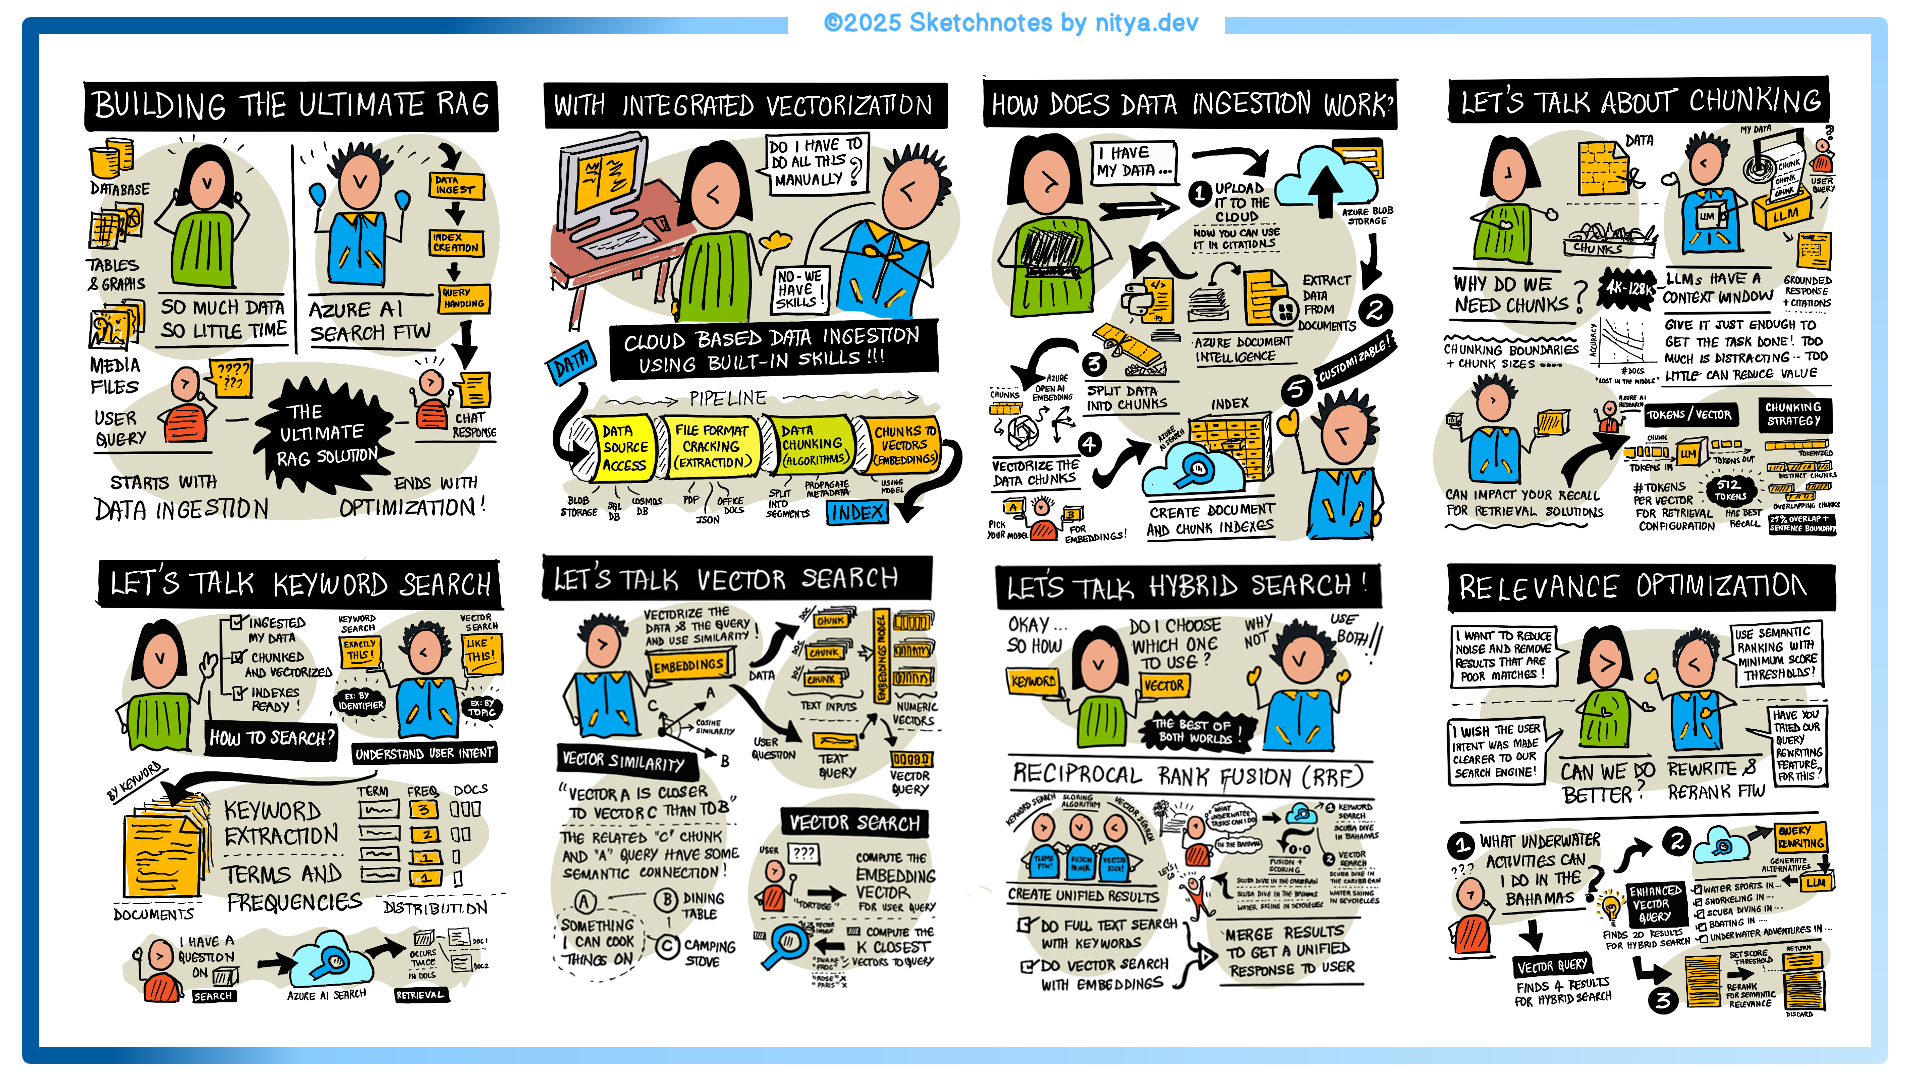 ©2025 Sketchnotes by nitya.dev
BUILDING THE ULTIMATE RAG
DATABASE
TABLES
& GRAPHS
MEDIA
FILES
SO MUCH DATA
SO LITTLE TIME
AZURE AI
SEARCH FTW
DATA
INGEST
INDEX
CREATION
QUERY
HANDLING
USER
QUERY
????
???
THE
ULTIMATE
RAG SOLUTION
CHAT
RESPONSE
STARTS WITH
DATA INGESTION
ENDS WITH
OPTIMIZATION!
WITH INTEGRATED VECTORIZATION
DO I HAVE TO
DO ALL THIS
MANUALLY?
NO - WE
HAVE
SKILLS!
CLOUD BASED DATA INGESTION
USING BUILT-IN SKILLS!!!
DATA
PIPELINE
DATA
SOURCE
ACCESS
FILE FORMAT
CRACKING
(EXTRACTION)
DATA
CHUNKING
(ALGORITHMS)
CHUNKS TO
VECTORS
(EMBEDDINGS)
BLOB
STORAGE
SQL
DB
COSMOS
DB
PDF
JSON
OFFICE
DOCS
SPLIT
INTO
SEGMENTS
PROPAGATE
METADATA
USING
MODEL
INDEX
HOW DOES DATA INGESTION WORK?
I HAVE
MY DATA...
1
UPLOAD
IT TO THE
CLOUD
NOW YOU CAN USE
IT IN CITATIONS
AZURE BLOB
STORAGE
EXTRACT
DATA
FROM
DOCUMENTS
2
AZURE DOCUMENT
INTELLIGENCE
3
SPLIT DATA
INTO CHUNKS
CUSTOMIZABLE!
CHUNKS
AZURE
OPENAI
EMBEDDING
4
VECTORIZE THE
DATA CHUNKS
A
B
PICK
YOUR MODEL
FOR
EMBEDDINGS!
INDEX
5
AZURE
AI SEARCH
CREATE DOCUMENT
AND CHUNK INDEXES
LET'S TALK ABOUT CHUNKING
DATA
CHUNKS
WHY DO WE
NEED CHUNKS?
MY DATA
CHUNK
CHUNK
CHUNK
LLM
LLM
USER
QUERY
4K-128K
LLMs HAVE A
CONTEXT WINDOW
GROUNDED
RESPONSE
+ CITATIONS
CHUNKING BOUNDARIES
+ CHUNK SIZES ....
ACCURACY
#DOCS
"LOST IN THE MIDDLE"
GIVE IT JUST ENOUGH TO
GET THE TASK DONE! TOO
MUCH IS DISTRACTING -- TOO
LITTLE CAN REDUCE VALUE
CAN IMPACT YOUR RECALL
FOR RETRIEVAL SOLUTIONS
AZURE AI
RESEARCH
TOKENS / VECTOR
CHUNKING
STRATEGY
CHUNK
LLM
TOKENS IN
TOKENS OUT
#TOKENS
PER VECTOR
FOR RETRIEVAL
CONFIGURATION
512
TOKENS
HAS BEST
RECALL
TOKENIZED
DISTINCT CHUNKS
OVERLAPPING CHUNKS
25% OVERLAP +
SENTENCE BOUNDARY
LET'S TALK KEYWORD SEARCH
INGESTED
MY DATA
CHUNKED
AND VECTORIZED
INDEXES
READY!
HOW TO SEARCH?
KEYWORD
SEARCH
EXACTLY
THIS!
EX: BY
IDENTIFIER
VECTOR
SEARCH
LIKE
THIS!
EX: BY
TOPIC
UNDERSTAND USER INTENT
BY KEYWORD
DOCUMENTS
KEYWORD
EXTRACTION
TERMS AND
FREQUENCIES
TERM
FREQ
DOCS
3
2
1
1
DISTRIBUTION
I HAVE A
QUESTION
ON
SEARCH
AZURE AI SEARCH
OCCURS
TWICE
IN DOCS
DOC 1
DOC2
RETRIEVAL
LET'S TALK VECTOR SEARCH
VECTORIZE THE
DATA & THE QUERY
AND USE SIMILARITY!
EMBEDDINGS
DATA
DOC
CHUNK
DOC
CHUNK
DOC
CHUNK
TEXT INPUTS
EMBEDDINGS MODEL
NUMERIC
VECTORS
A
C
COSINE
SIMILARITY
B
USER
QUESTION
TEXT
QUERY
VECTOR
QUERY
VECTOR SIMILARITY
"VECTOR A IS CLOSER
TO VECTOR C THAN TO B"
THE RELATED "C" CHUNK
AND "A" QUERY HAVE SOME
SEMANTIC CONNECTION!
A
SOMETHING
I CAN COOK
THINGS ON
B
DINING
TABLE
C
CAMPING
STOVE
VECTOR SEARCH
USER
???
"TORTOISE"
COMPUTE THE
EMBEDDING
VECTOR
FOR USER QUERY
VECTOR
INDEX
"SNAKE"
"FROG"
"ROSE" X
"PARIS" X
COMPUTE THE
K CLOSEST
VECTORS TO QUERY
LET'S TALK HYBRID SEARCH!
OKAY...
SO HOW
DO I CHOOSE
WHICH ONE
TO USE?
WHY
NOT
USE
BOTH!!
KEYWORD
VECTOR
THE BEST OF
BOTH WORLDS!
RECIPROCAL RANK FUSION (RRF)
KEYWORD SEARCH
SCORING
ALGORITHM
VECTOR SEARCH
TERMS
FTW!
FUSION
POWER
VECTORS
ROCK!
CREATE UNIFIED RESULTS
DO FULL TEXT SEARCH
WITH KEYWORDS
DO VECTOR SEARCH
WITH EMBEDDINGS
WHAT
UNDERWATER
TASKS CAN I DO
IN THE BAHAMAS
LET'S
GO!
1
KEYWORD
SEARCH
SCUBA DIVE
IN BAHAMAS
2
VECTOR
SEARCH
SCUBA DIVE IN
THE CARIBBEAN
WATER SKIING
IN SEYCHELLES
FUSION +
SCORING
SCUBA DIVE IN THE CARIBBEAN
SCUBA DIVE IN THE BAHAMAS
WATER SKIING IN SEYCHELLES
MERGE RESULTS
TO GET A UNIFIED
RESPONSE TO USER
RELEVANCE OPTIMIZATION
I WANT TO REDUCE
NOISE AND REMOVE
RESULTS THAT ARE
POOR MATCHES!
USE SEMANTIC
RANKING WITH
MINIMUM SCORE
THRESHOLDS!
I WISH THE USER
INTENT WAS MADE
CLEARER TO OUR
SEARCH ENGINE!
HAVE YOU
TRIED OUR
QUERY
REWRITING
FEATURE,
FOR THIS?
CAN WE DO
BETTER?
REWRITE &
RERANK FTW
1
WHAT UNDERWATER
ACTIVITIES CAN
I DO IN THE
BAHAMAS?
???
VECTOR QUERY
FINDS 4 RESULTS
FOR HYBRID SEARCH
2
QUERY
REWRITING
GENERATE
ALTERNATIVES
LLM
ENHANCED
VECTOR
QUERY
FINDS 20 RESULTS
FOR HYBRID SEARCH
WATER SPORTS IN ...
SNORKELING IN ...
SCUBA DIVING IN ...
BOATING IN ...
UNDERWATER ADVENTURES IN ...
3
SET SCORE
THRESHOLD
RERANK
FOR SEMANTIC
RELEVANCE
RETURN
DISCARD